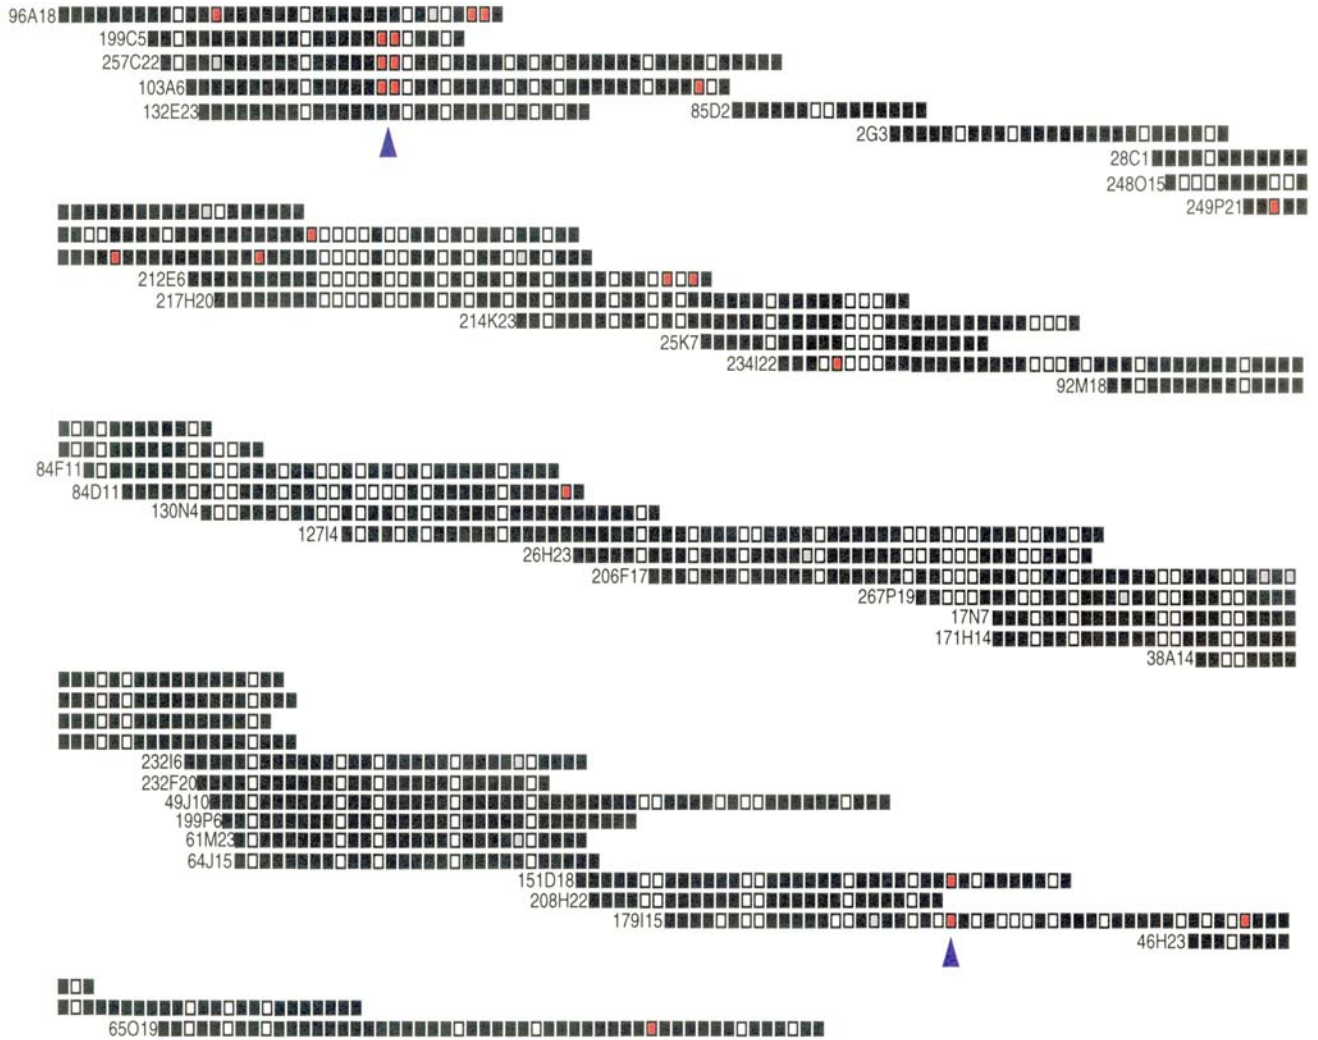 96A18
199C5
257C22
103A6
132E23 85D2
2G3
28C1
248O15
249P21
212E6
217H20
214K23
25K7
234I22
92M18
84F11
84D11
130N4
127I4
26H23
206F17
267P19
17N7
171H14
38A14
232I6
232F20
49J10
199P6
61M23
64J15
151D18
208H22
179I15
46H23
65O19